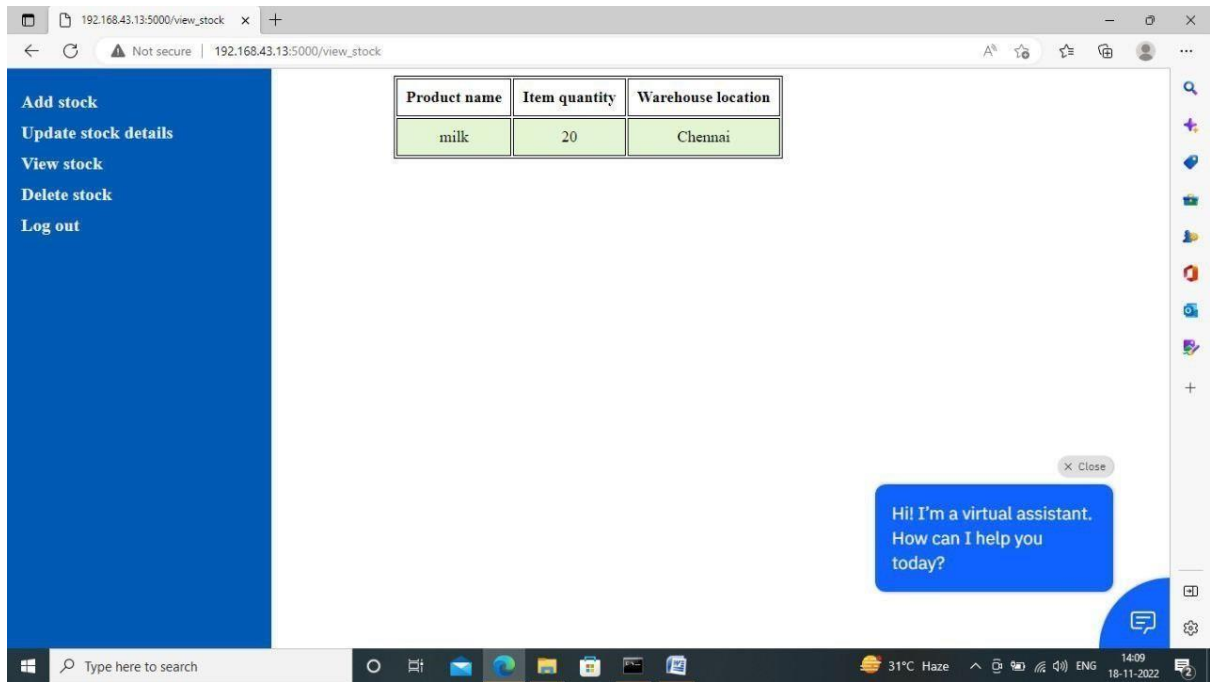 192.168.43.13:5000/view_stock
Not secure | 192.168.43.13:5000/view_stock
Add stock
Update stock details
View stock
Delete stock
Log out
Product name Item quantity Warehouse location
milk 20 Chennai
× Close
Hi! I'm a virtual assistant.
How can I help you
today?
Type here to search
31°C Haze
ENG
14:09
18-11-2022
2